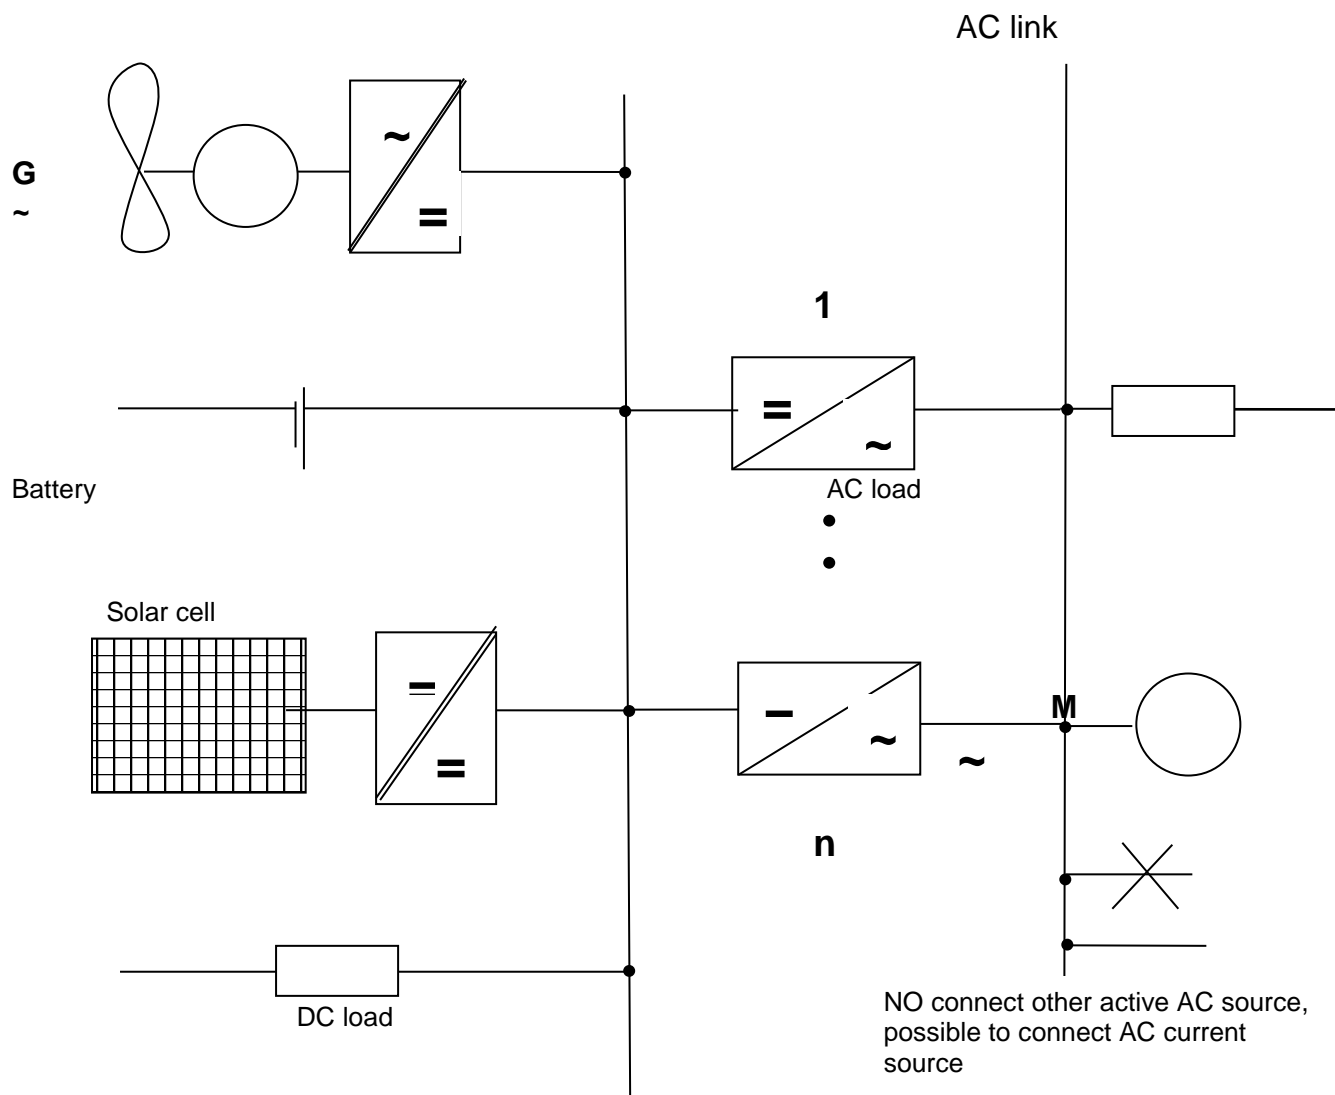 AC link
G
~
~
=
1
=
~
Battery
AC load
Solar cell
=
=
M
–
~
~
n
DC load
NO connect other active AC source,
possible to connect AC current
source